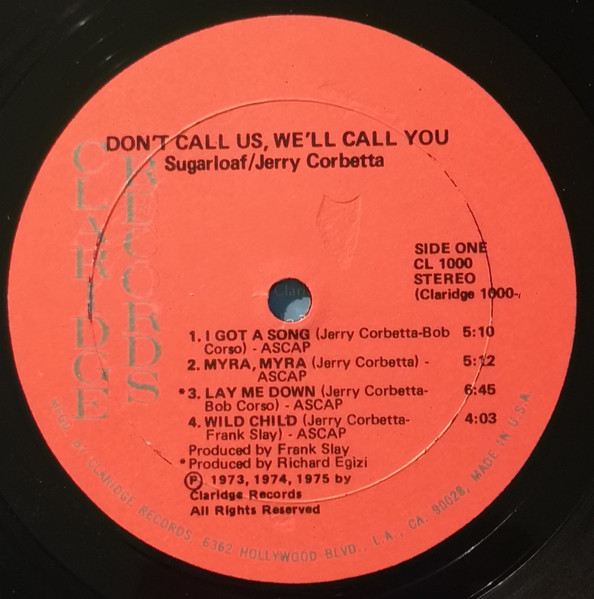 DON'T CALL US, WE'LL CALL YOU
Sugarloaf/Jerry Corbetta
CLARIDGE
RECORDS
SIDE ONE
CL 1000
STEREO
(Claridge 1000-
1. I GOT A SONG (Jerry Corbetta-Bob 5:10
Corso) - ASCAP
2. MYRA, MYRA (Jerry Corbetta) - 5:12
ASCAP
*3. LAY ME DOWN (Jerry Corbetta- 6:45
Bob Corso) - ASCAP
4. WILD CHILD (Jerry Corbetta- 4:03
Frank Slay) - ASCAP
Produced by Frank Slay
*Produced by Richard Egizi
Ⓟ 1973, 1974, 1975 by
Claridge Records
All Rights Reserved
MFGD. BY CLARIDGE RECORDS 6362 HOLLYWOOD BLVD., L.A., CA. 90028, MADE IN U.S.A.